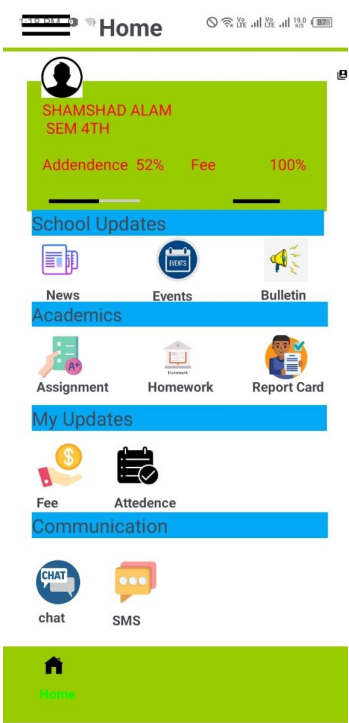 Home
SHAMSHAD ALAM
SEM 4TH
Addendence 52% Fee 100%
School Updates
EVENTS
News Events Bulletin
Academics
A+
Homework
Assignment Homework Report Card
My Updates
$
Fee Attedence
Communication
CHAT
chat SMS
Home